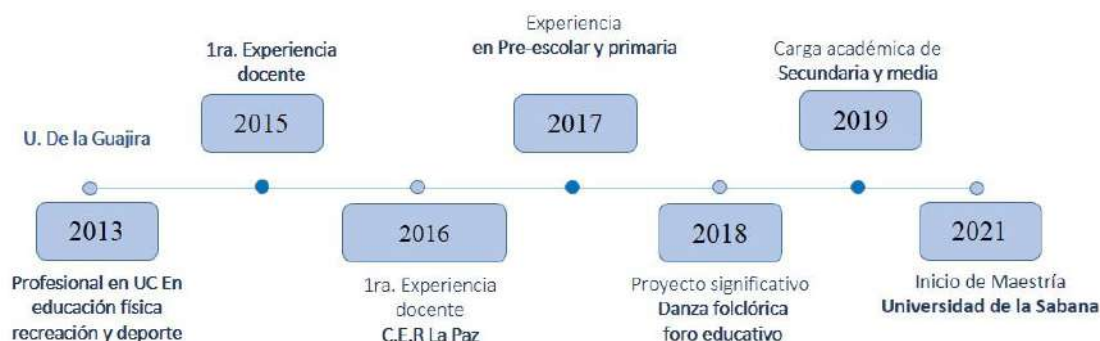 1ra. Experiencia
docente
2015
Experiencia
en Pre-escolar y primaria
2017
Carga académica de
Secundaria y media
2019
U. De la Guajira
2013
Profesional en UC En
educación física
recreación y deporte
2016
1ra. Experiencia
docente
C.E.R La Paz
2018
Proyecto significativo
Danza folclórica
foro educativo
2021
Inicio de Maestría
Universidad de la Sabana